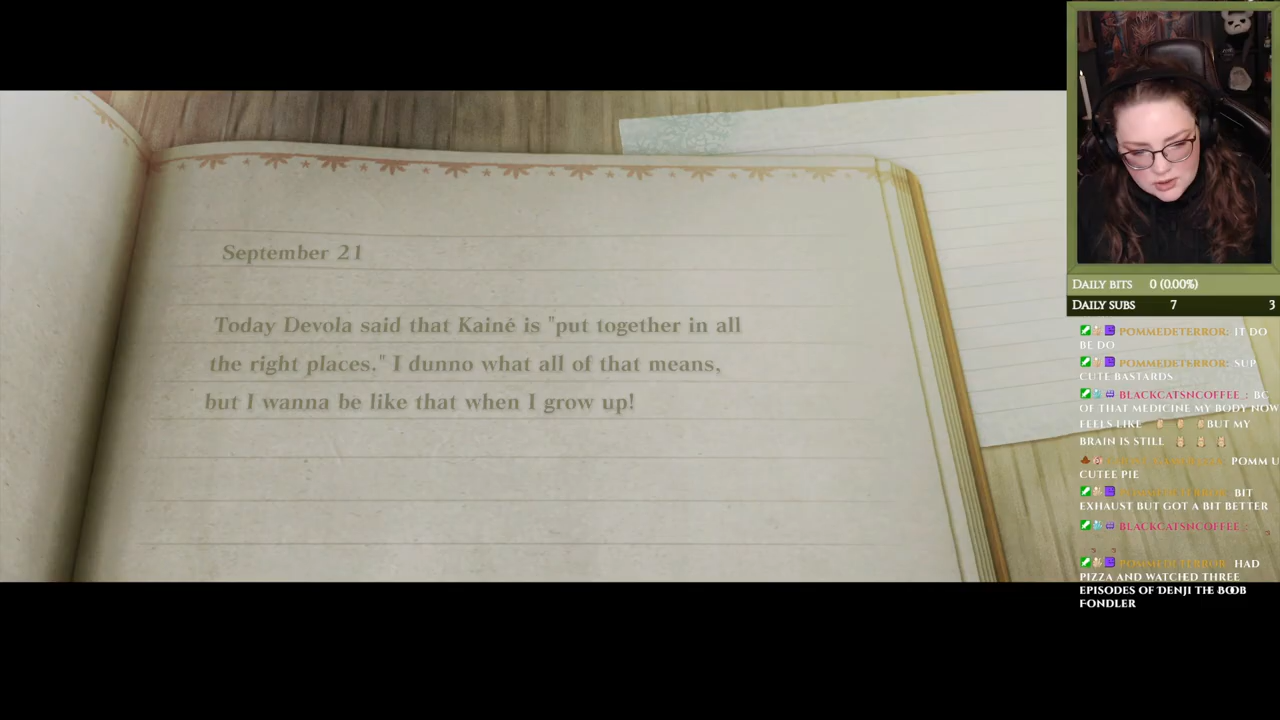 September 21
Today Devola said that Kainé is "put together in all
the right places." I dunno what all of that means,
but I wanna be like that when I grow up!
DAILY BITS 0 (0.00%)
DAILY SUBS 7 3
POMMEDETERROR: IT DO
BE DO
POMMEDETERROR: SUP
CUTE BASTARDS
BLACKCATSNCOFFEE_: BC
OF THAT MEDICINE MY BODY NOW
FEELS LIKE BUT MY
BRAIN IS STILL
POMM U
CUTEE PIE
POMMEDETERROR: BIT
EXHAUST BUT GOT A BIT BETTER
BLACKCATSNCOFFEE_:
POMMEDETERROR: HAD
PIZZA AND WATCHED THREE
EPISODES OF DENJI THE BOOB
FONDLER